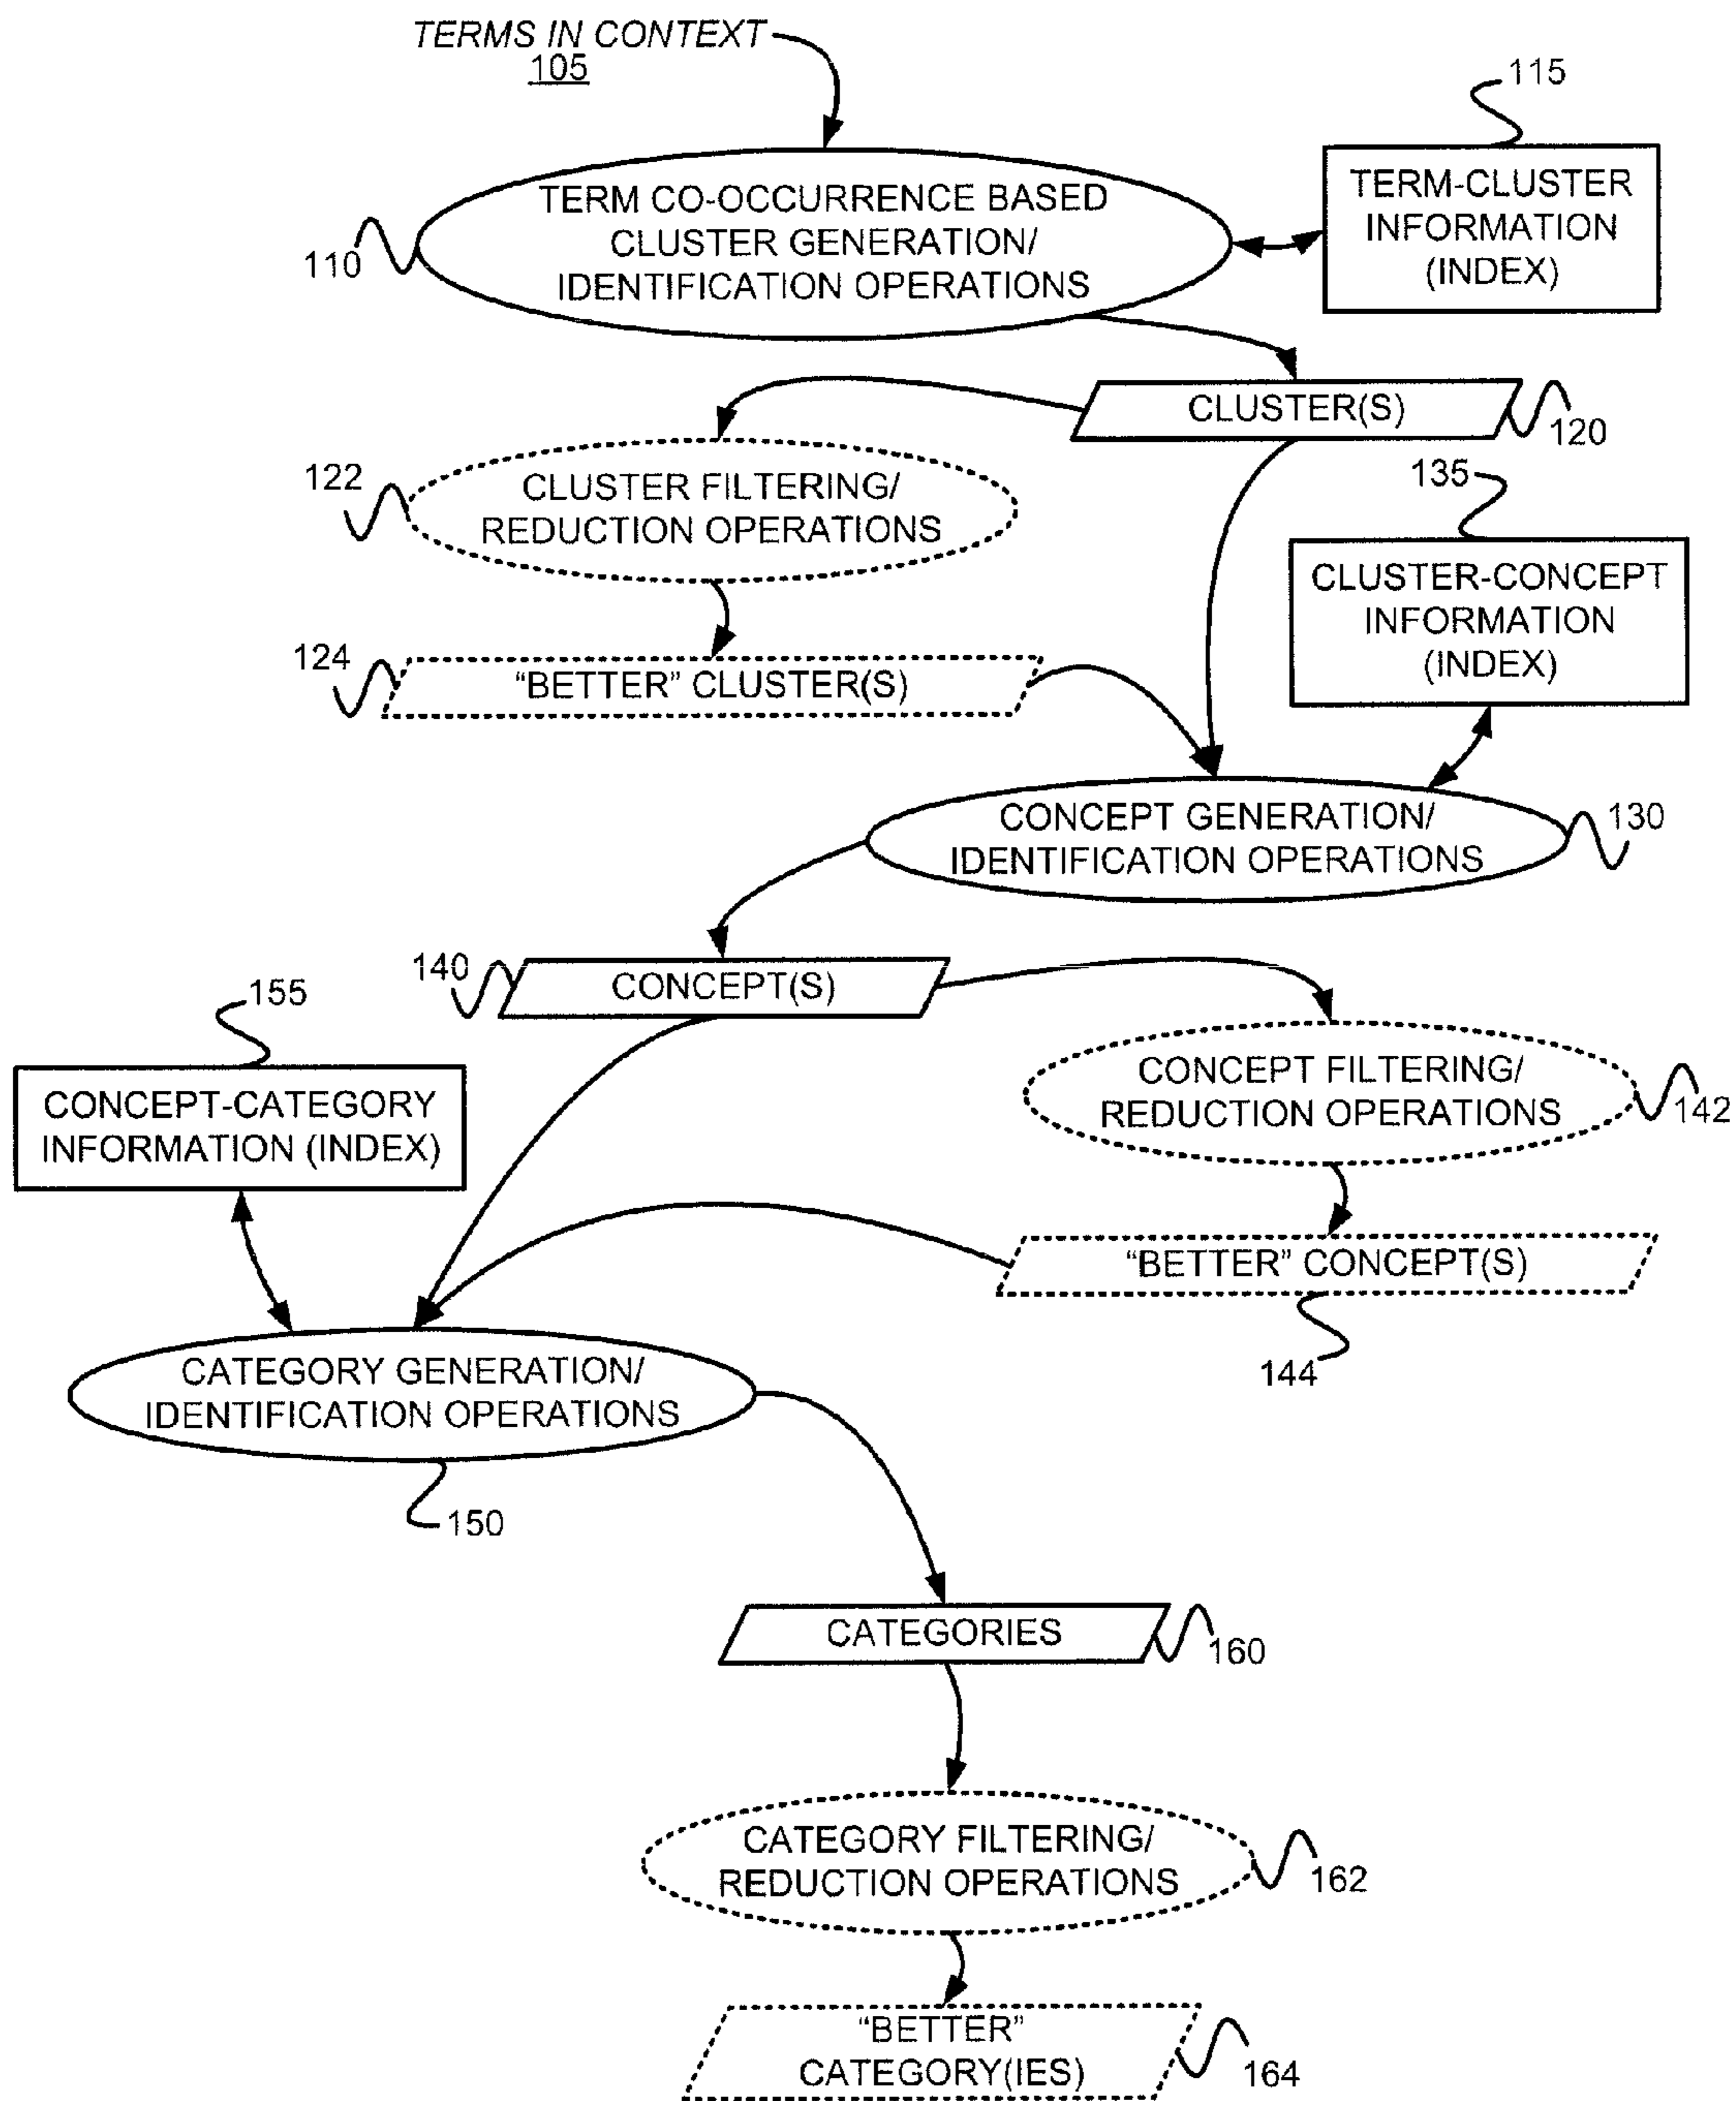 TERMS IN CONTEXT
105
115
TERM CO-OCCURRENCE BASED
CLUSTER GENERATION/
IDENTIFICATION OPERATIONS
110
TERM-CLUSTER
INFORMATION
(INDEX)
CLUSTER(S)
120
122
CLUSTER FILTERING/
REDUCTION OPERATIONS
135
CLUSTER-CONCEPT
INFORMATION
(INDEX)
124
“BETTER” CLUSTER(S)
CONCEPT GENERATION/
IDENTIFICATION OPERATIONS
130
140
CONCEPT(S)
155
CONCEPT-CATEGORY
INFORMATION (INDEX)
CONCEPT FILTERING/
REDUCTION OPERATIONS
142
“BETTER” CONCEPT(S)
144
CATEGORY GENERATION/
IDENTIFICATION OPERATIONS
150
CATEGORIES
160
CATEGORY FILTERING/
REDUCTION OPERATIONS
162
“BETTER”
CATEGORY(IES)
164